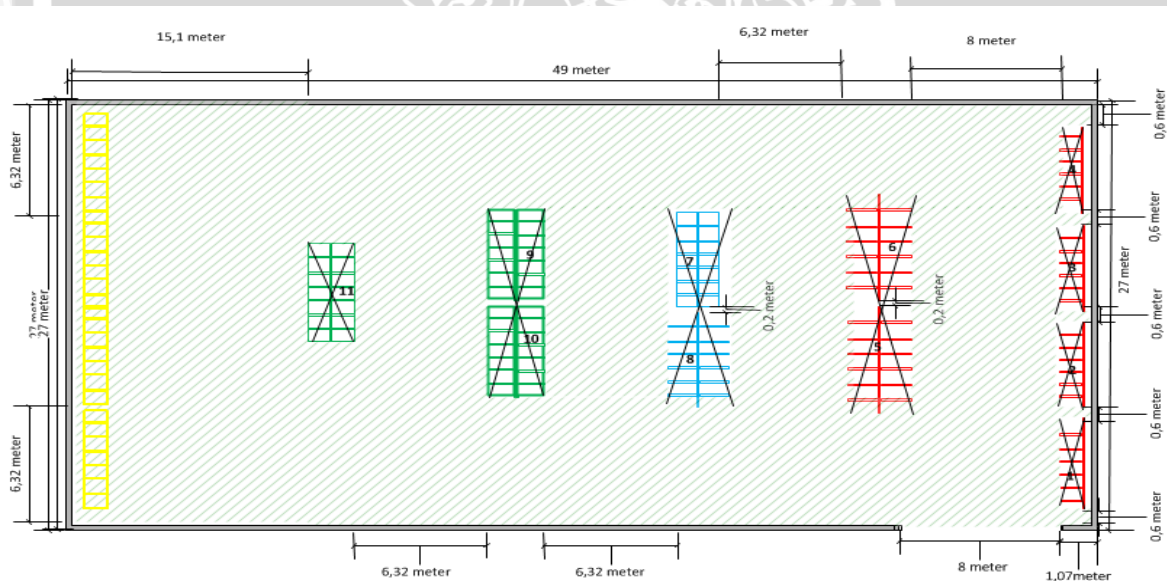 15,1 meter
6,32 meter
8 meter
49 meter
6,32 meter
27 meter
27 meter
6,32 meter
0,6 meter
0,6 meter
0,6 meter
0,6 meter
0,6 meter
27 meter
4
3
2
1
6
5
0,2 meter
7
8
0,2 meter
9
10
11
6,32 meter
6,32 meter
8 meter
1,07meter